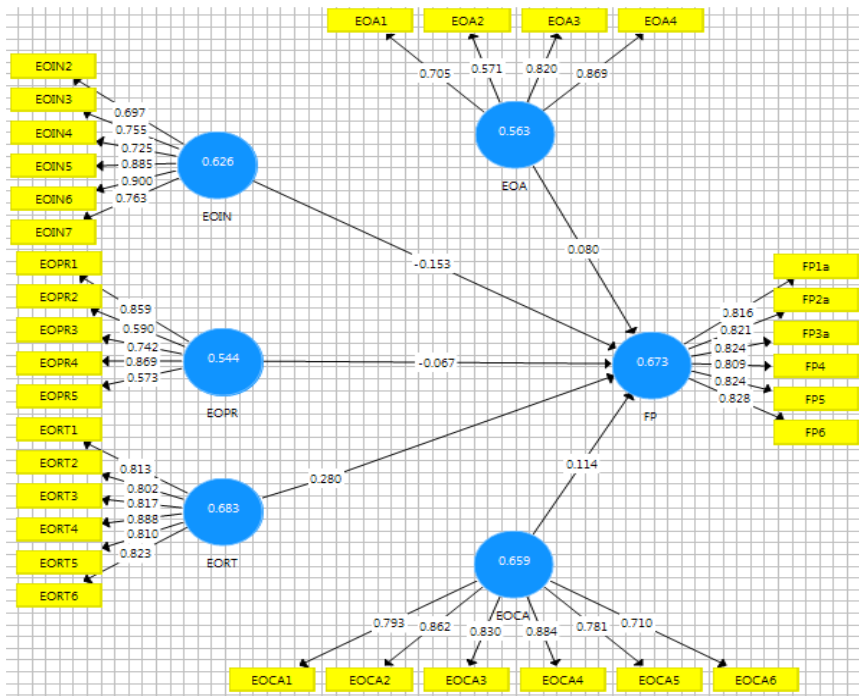 EOA1
EOA2
EOA3
EOA4
0.705
0.571
0.820
0.869
0.563
EOA
EOIN2
EOIN3
EOIN4
EOIN5
EOIN6
EOIN7
0.697
0.755
0.725
0.885
0.900
0.763
0.626
EOIN
-0.153
0.080
EOPR1
EOPR2
EOPR3
EOPR4
EOPR5
0.859
0.590
0.742
0.869
0.573
0.544
EOPR
-0.067
0.673
FP
0.816
0.821
0.824
0.809
0.824
0.828
FP1a
FP2a
FP3a
FP4
FP5
FP6
EORT1
EORT2
EORT3
EORT4
EORT5
EORT6
0.813
0.802
0.817
0.888
0.810
0.823
0.683
EORT
0.280
0.114
0.659
EOCA
0.793
0.862
0.830
0.884
0.781
0.710
EOCA1
EOCA2
EOCA3
EOCA4
EOCA5
EOCA6